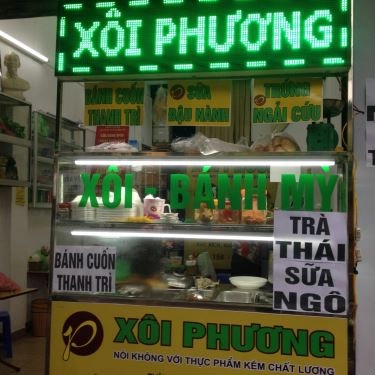 XÔI PHƯƠNG
BÁNH CUỐN
THANH TRÌ
SỮA
ĐẬU NÀNH
TRỨNG
NGẢI CỨU
XÔI - BÁNH MỲ
BÁNH CUỐN
THANH TRÌ
TRÀ
THÁI
SỮA
NGÔ
XÔI PHƯƠNG
NÓI KHÔNG VỚI THỰC PHẨM KÉM CHẤT LƯỢNG